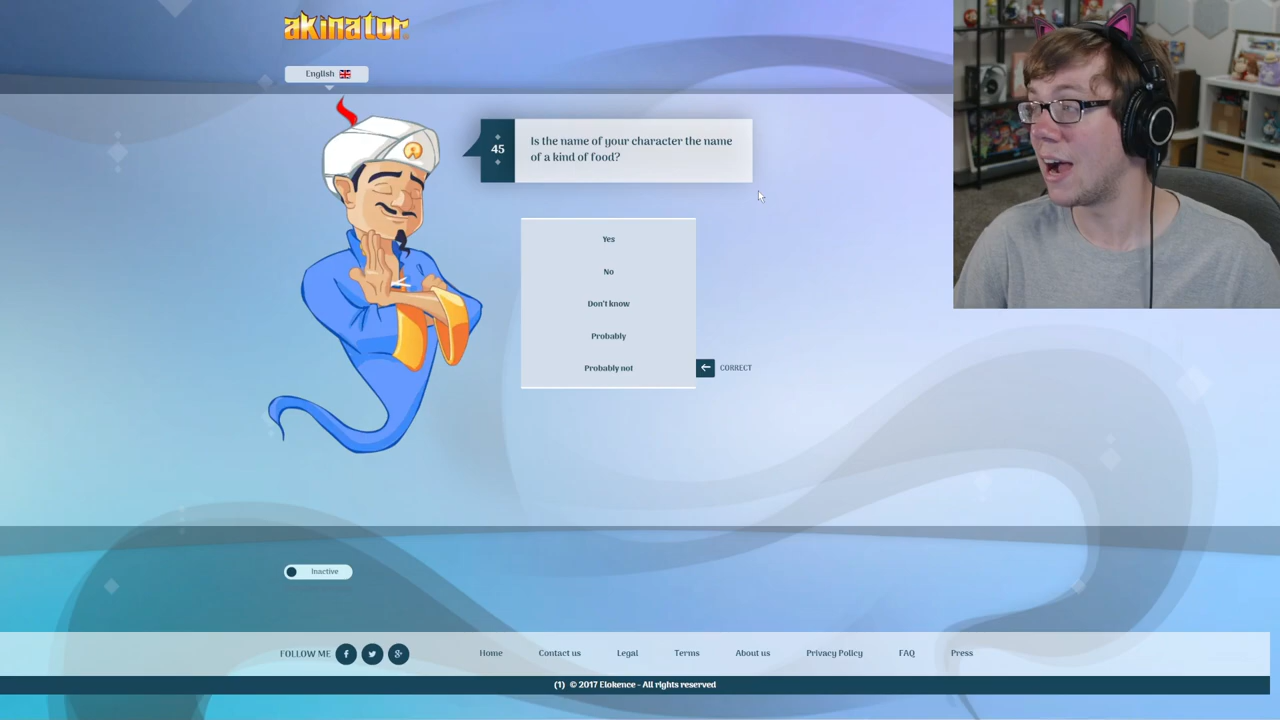 akinator
English
45
Is the name of your character the name
of a kind of food?
Yes
No
Don't know
Probably
Probably not
CORRECT
Inactive
FOLLOW ME
Home
Contact us
Legal
Terms
About us
Privacy Policy
FAQ
Press
(1) © 2017 Elokence - All rights reserved